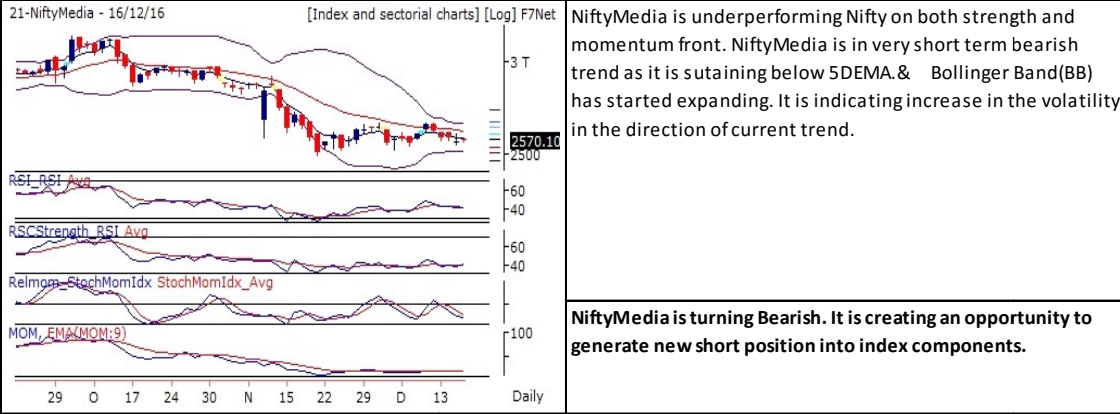 21-NiftyMedia - 16/12/16 [Index and sectorial charts] [Log] F7Net
3 T
2570.10
2500
RSI_RSI Avg
60
40
RSCStrength_RSI Avg
60
40
Relmom_StochMomIdx StochMomIdx_Avg
MOM, EMA(MOM:9)
100
29 O 17 24 30 N 15 22 29 D 13 Daily
NiftyMedia is underperforming Nifty on both strength and
momentum front. NiftyMedia is in very short term bearish
trend as it is sutaining below 5DEMA.& Bollinger Band(BB)
has started expanding. It is indicating increase in the volatility
in the direction of current trend.
NiftyMedia is turning Bearish. It is creating an opportunity to
generate new short position into index components.